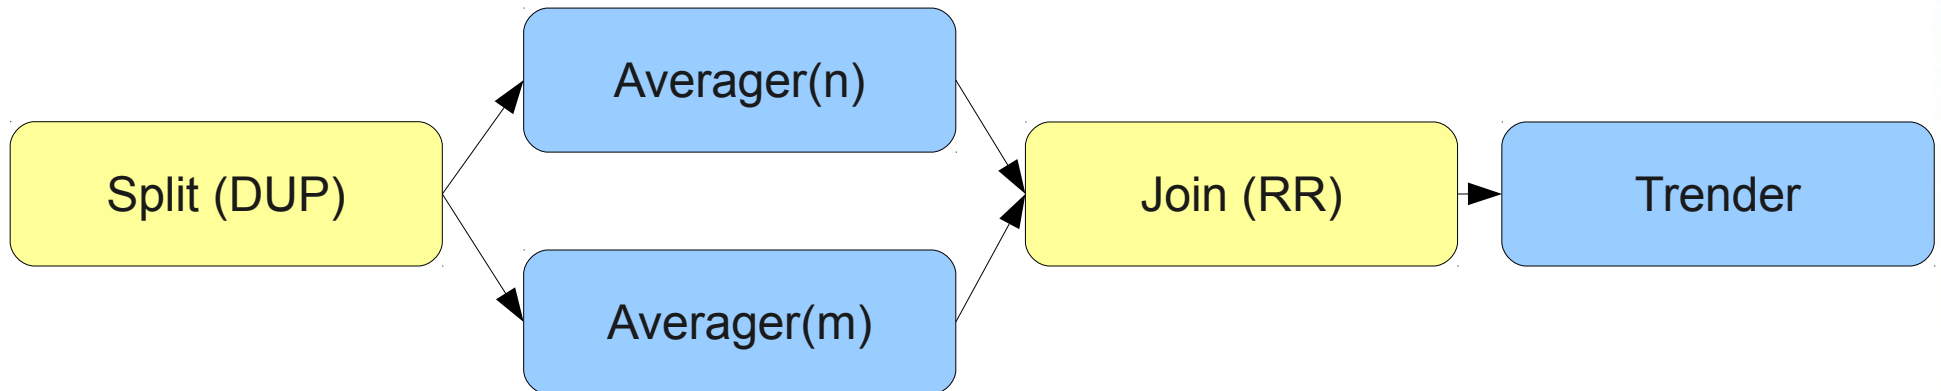 Averager(n)
Split (DUP)
Join (RR)
Trender
Averager(m)